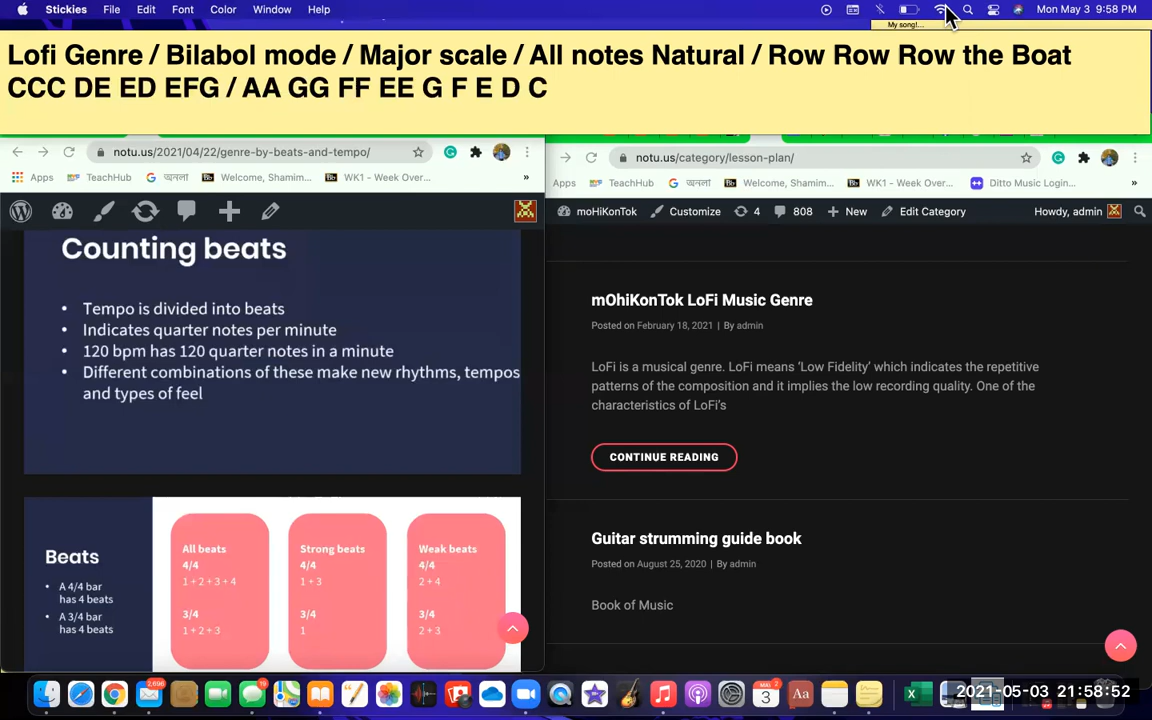 Stickies File Edit Font Color Window Help Mon May 3 9:58 PM
My song!...
Lofi Genre / Bilabol mode / Major scale / All notes Natural / Row Row Row the Boat
CCC DE ED EFG / AA GG FF EE G F E D C
notu.us/2021/04/22/genre-by-beats-and-tempo/
Apps TeachHub অনলা Welcome, Shamim... WK1 - Week Over... »
Counting beats
• Tempo is divided into beats
• Indicates quarter notes per minute
• 120 bpm has 120 quarter notes in a minute
• Different combinations of these make new rhythms, tempos
and types of feel
Beats
• A 4/4 bar
has 4 beats
• A 3/4 bar
has 4 beats
All beats
4/4
1 + 2 + 3 + 4
3/4
1 + 2 + 3
Strong beats
4/4
1 + 3
3/4
1
Weak beats
4/4
2 + 4
3/4
2 + 3
notu.us/category/lesson-plan/
Apps TeachHub অনলা Welcome, Shamim... WK1 - Week Over... Ditto Music Login... »
moHiKonTok Customize 4 808 New Edit Category Howdy, admin
mOhiKonTok LoFi Music Genre
Posted on February 18, 2021 | By admin
LoFi is a musical genre. LoFi means ‘Low Fidelity’ which indicates the repetitive
patterns of the composition and it implies the low recording quality. One of the
characteristics of LoFi’s
CONTINUE READING
Guitar strumming guide book
Posted on August 25, 2020 | By admin
Book of Music
2,696
3
Aa
2021-05-03 21:58:52